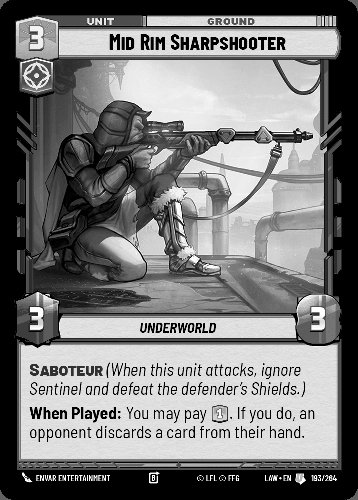 UNIT GROUND
3 MID RIM SHARPSHOOTER
3 3
UNDERWORLD
SABOTEUR (When this unit attacks, ignore
Sentinel and defeat the defender's Shields.)
When Played: You may pay 1. If you do, an
opponent discards a card from their hand.
ENVAR ENTERTAINMENT © LFL © FFG LAW • EN 193/264